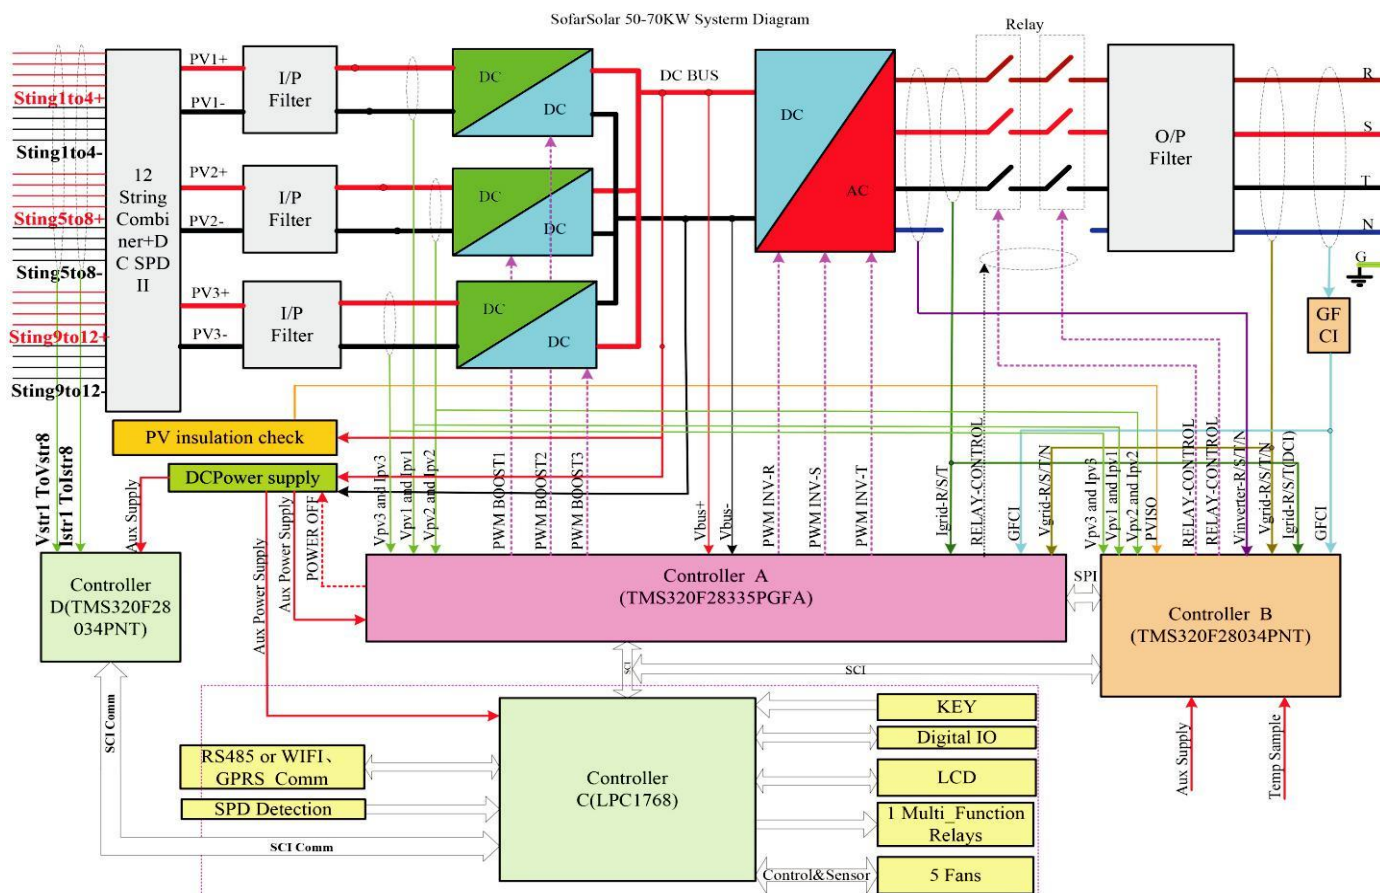 SofarSolar 50-70KW Systerm Diagram
Relay
Sting1to4+
Sting1to4-
Sting5to8+
Sting5to8-
Sting9to12+
Sting9to12-
12
String
Combi
ner+D
C SPD
II
PV1+
PV1-
PV2+
PV2-
PV3+
PV3-
I/P
Filter
I/P
Filter
I/P
Filter
DC
DC
DC
DC
DC
DC
DC BUS
DC
AC
O/P
Filter
R
S
T
N
G
GF
CI
PV insulation check
DCPower supply
Vstr1 ToVstr8
Istr1 ToIstr8
Aux Supply
Aux Power Supply
Aux Power Supply
POWER OFF
Vpv3 and Ipv3
Vpv1 and Ipv1
Vpv2 and Ipv2
PWM BOOST1
PWM BOOST2
PWM BOOST3
Vbus+
Vbus-
PWM INV-R
PWM INV-S
PWM INV-T
Igrid-R/S/T
RELAY-CONTROL
GFCI
Vgrid-R/S/T/N
Vpv3 and Ipv3
Vpv1 and Ipv1
Vpv2 and Ipv2
PVISO
RELAY-CONTROL
RELAY-CONTROL
Vinverter-R/S/T/N
Vgrid-R/S/T/N
Igrid-R/S/T(DCI)
GFCI
Controller
D(TMS320F28
034PNT)
Controller A
(TMS320F28335PGFA)
SPI
Controller B
(TMS320F28034PNT)
SCI
SCI
SCI Comm
SCI Comm
Controller
C(LPC1768)
RS485 or WIFI、
GPRS Comm
SPD Detection
KEY
Digital IO
LCD
1 Multi_Function
Relays
Control&Sensor
5 Fans
Aux Supply
Temp Sample